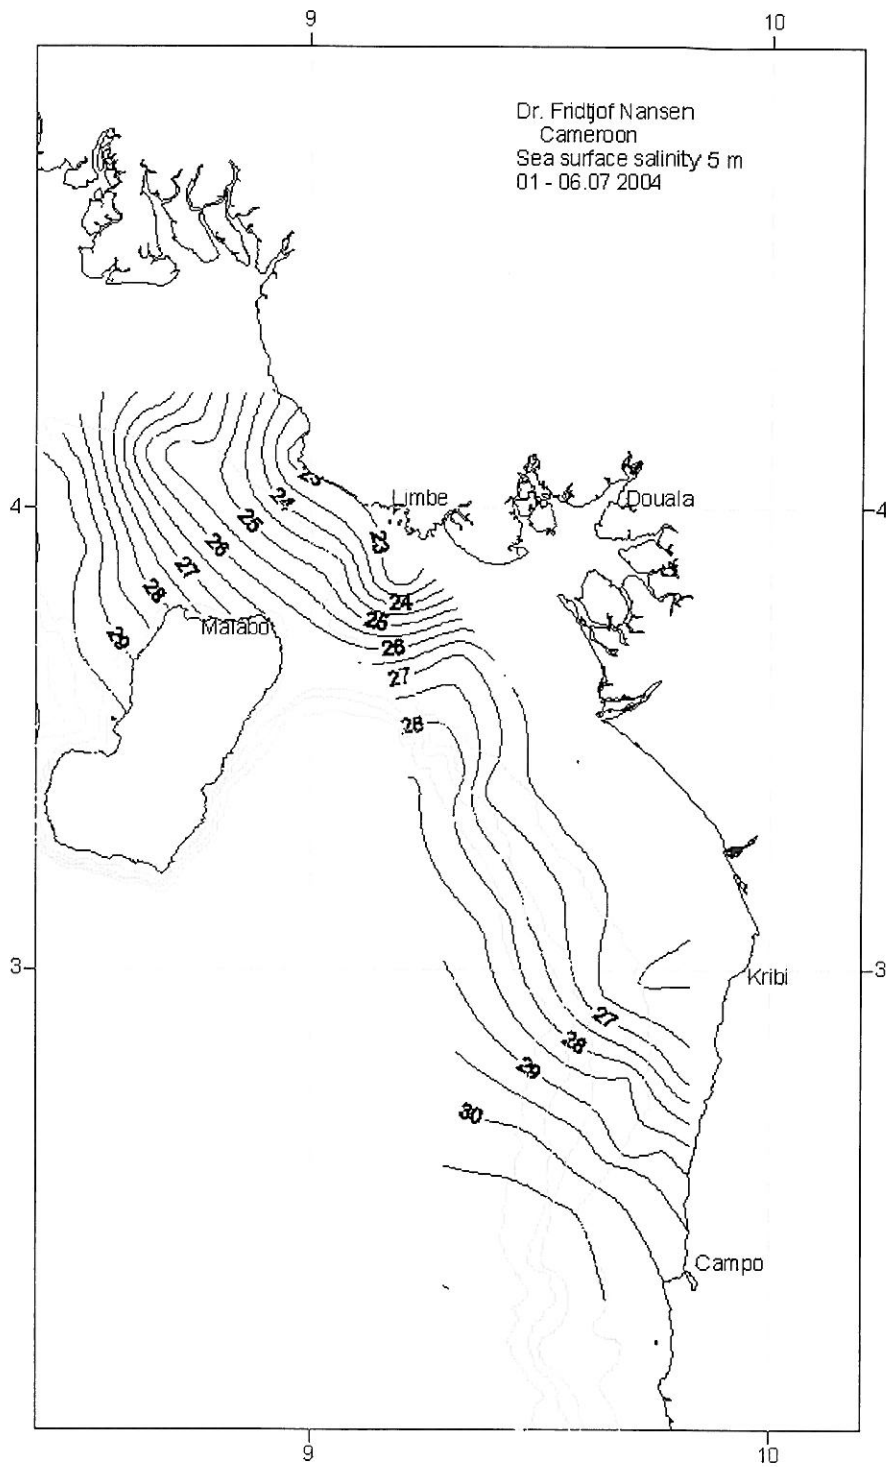 9 10
Dr. Fridtjof Nansen
Cameroon
Sea surface salinity 5 m
01 - 06.07 2004
4 4
Limbe
Douala
23
24
25
26
27
28
29
23
24
25
26
27
28
Malabo
3 3
Kribi
27
28
29
30
Campo
9 10